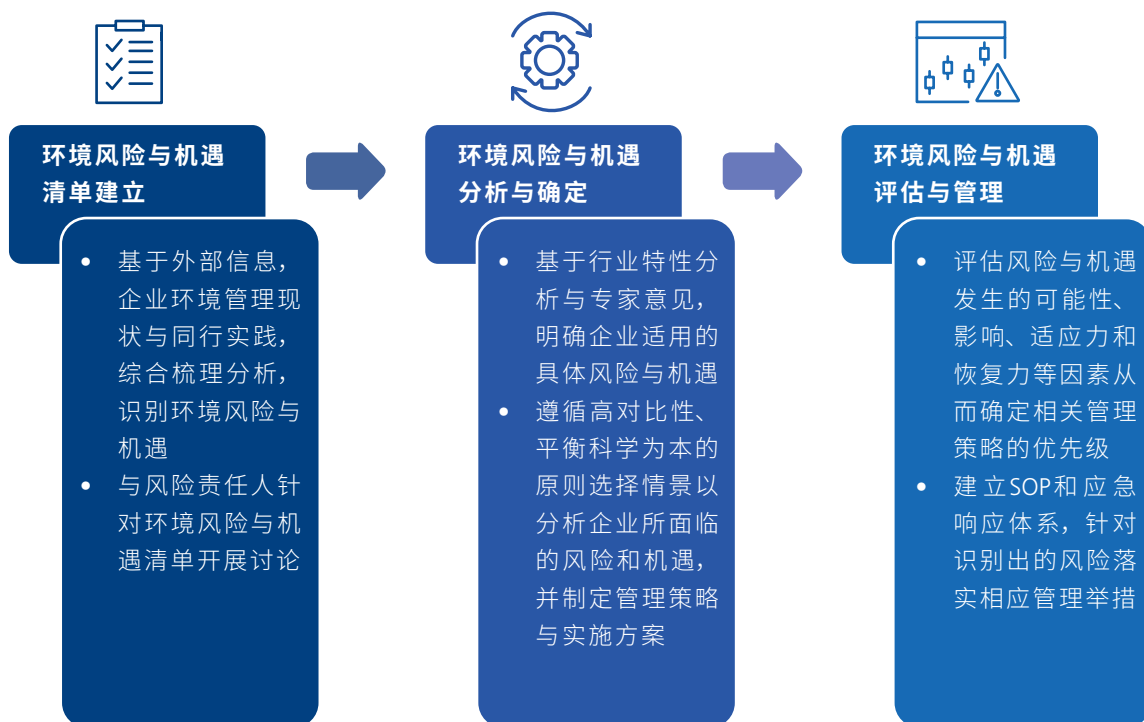 环境风险与机遇
清单建立
基于外部信息，
企业环境管理现
状与同行实践，
综合梳理分析，
识别环境风险与
机遇
与风险责任人针
对环境风险与机
遇清单开展讨论
环境风险与机遇
分析与确定
基于行业特性分
析与专家意见，
明确企业适用的
具体风险与机遇
遵循高对比性、
平衡科学为本的
原则选择情景以
分析企业所面临
的风险和机遇，
并制定管理策略
与实施方案
环境风险与机遇
评估与管理
评估风险与机遇
发生的可能性、
影响、适应力和
恢复力等因素从
而确定相关管理
策略的优先级
建立SOP和应急
响应体系，针对
识别出的风险落
实相应管理举措